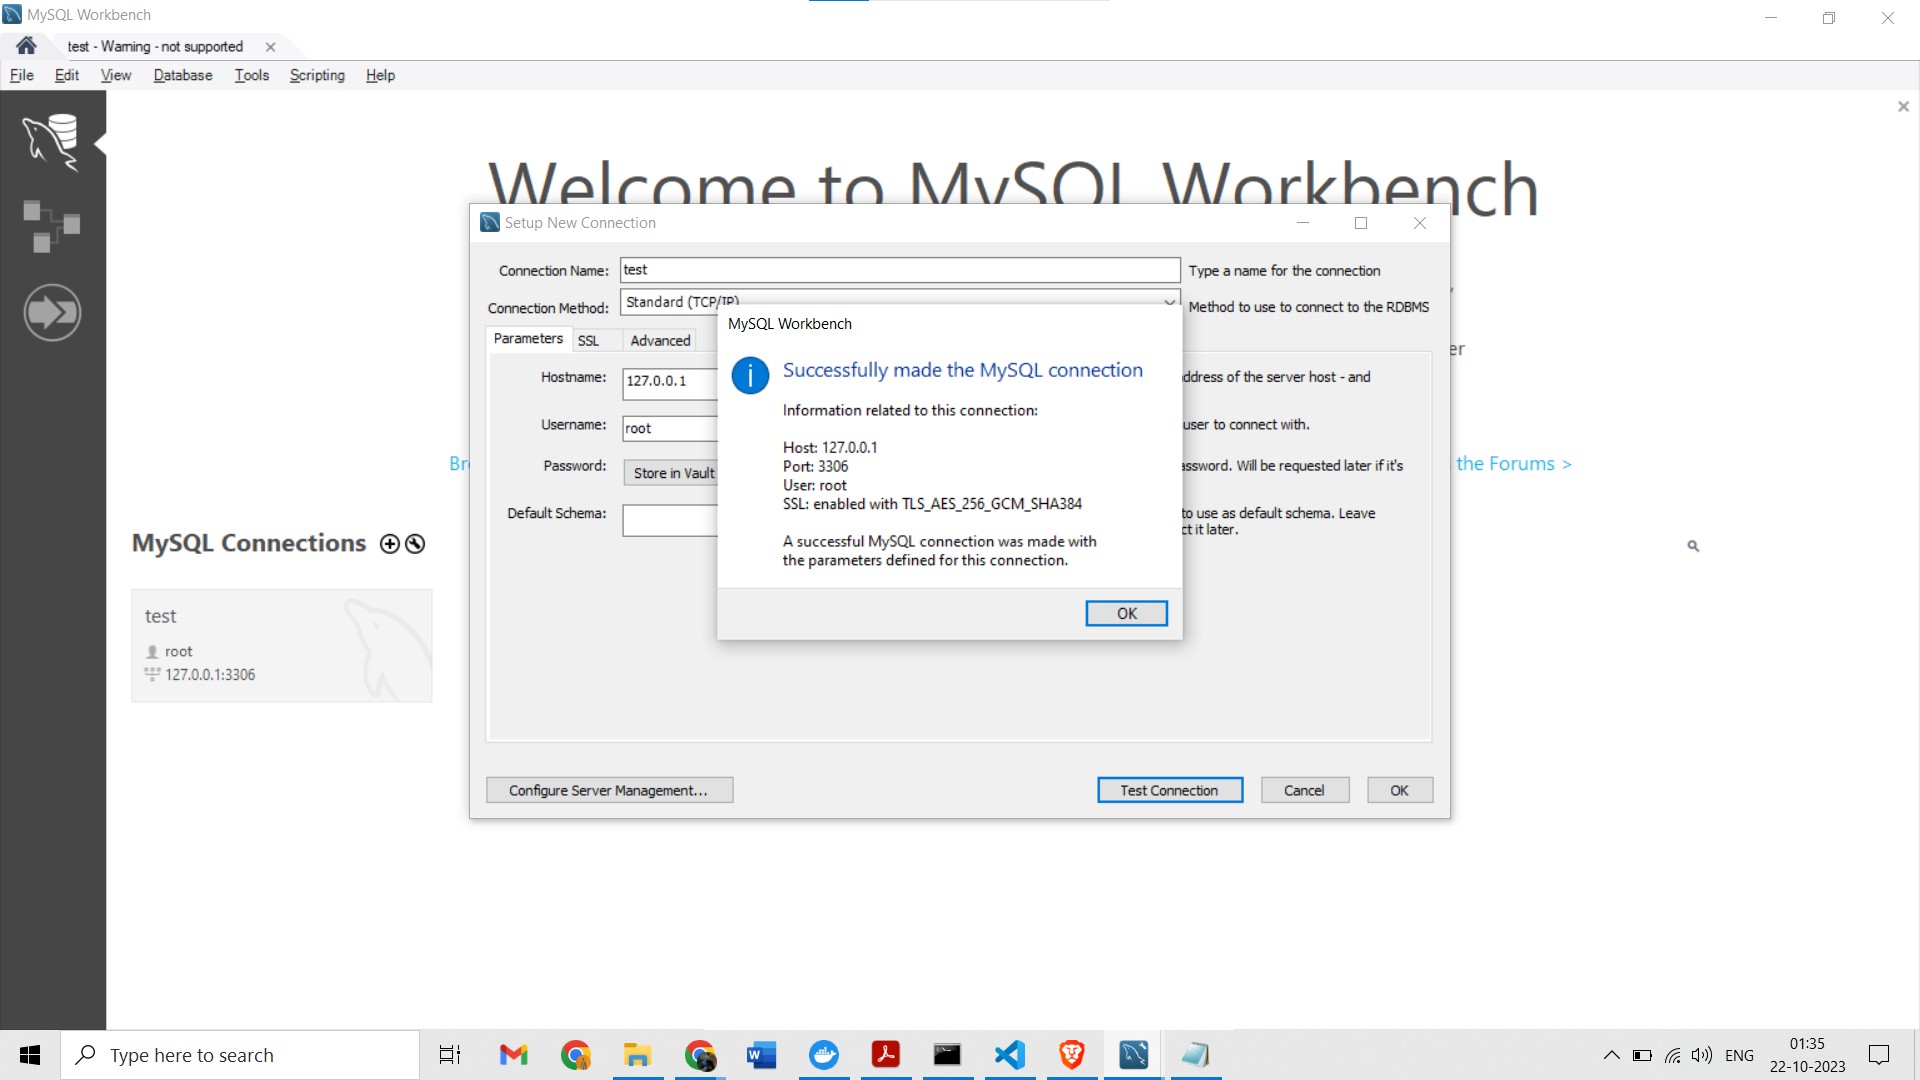 MySQL Workbench
test - Warning - not supported
File Edit View Database Tools Scripting Help
Welcome to MySQL Workbench
Setup New Connection
Connection Name: test Type a name for the connection
Connection Method: Standard (TCP/IP) Method to use to connect to the RDBMS
Parameters SSL Advanced
MySQL Workbench
Successfully made the MySQL connection
Information related to this connection:
Host: 127.0.0.1
Port: 3306
User: root
SSL: enabled with TLS_AES_256_GCM_SHA384
A successful MySQL connection was made with
the parameters defined for this connection.
OK
Hostname: 127.0.0.1 address of the server host - and
Username: root user to connect with.
Password: Store in Vault password. Will be requested later if it's
Default Schema: to use as default schema. Leave
it later.
the Forums >
MySQL Connections
test
root
127.0.0.1:3306
Configure Server Management... Test Connection Cancel OK
Type here to search
ENG
01:35
22-10-2023